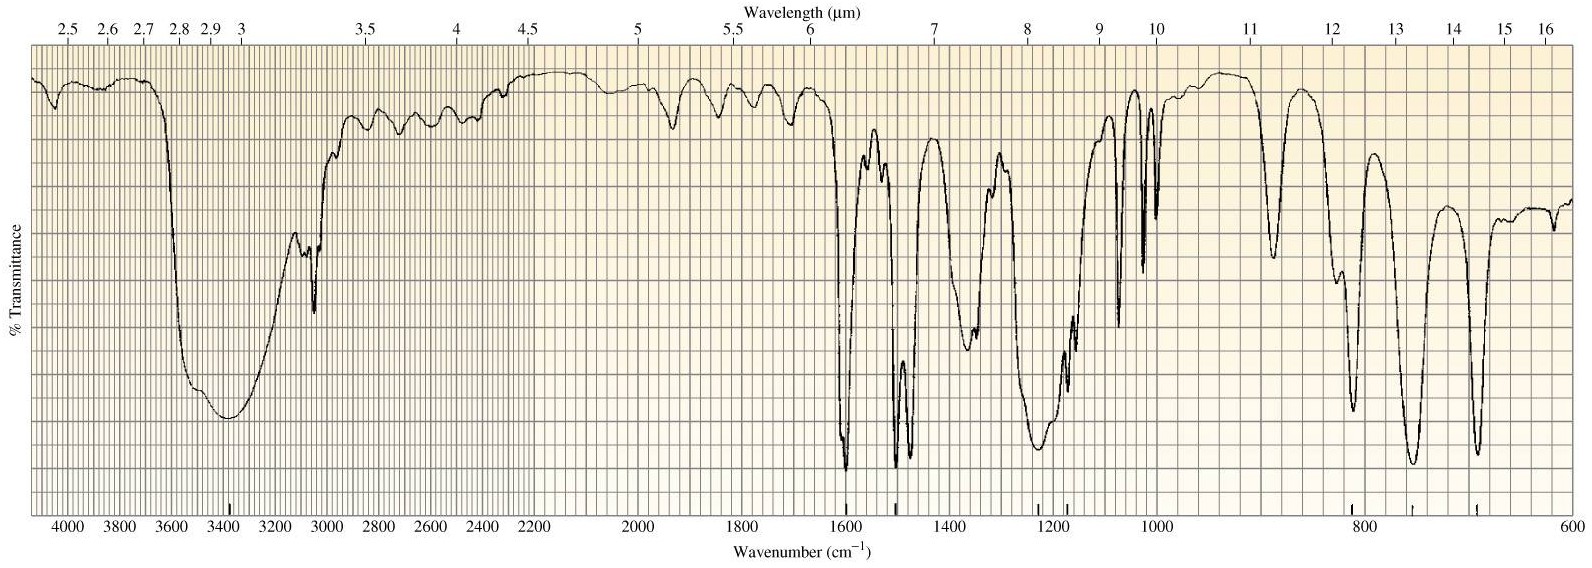 Wavelength (μm)
2.5 2.6 2.7 2.8 2.9 3 3.5 4 4.5 5 5.5 6 7 8 9 10 11 12 13 14 15 16
% Transmittance
4000 3800 3600 3400 3200 3000 2800 2600 2400 2200 2000 1800 1600 1400 1200 1000 800 600
Wavenumber (cm⁻¹)